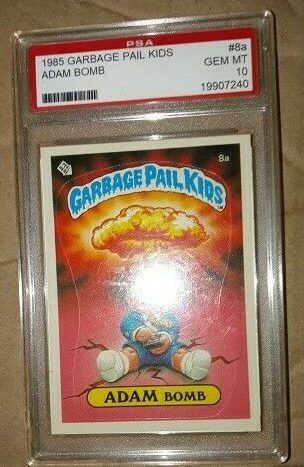 PSA
1985 GARBAGE PAIL KIDS #8a
ADAM BOMB GEM MT
10
19907240
8a
GARBAGE PAIL KIDS
ADAM BOMB